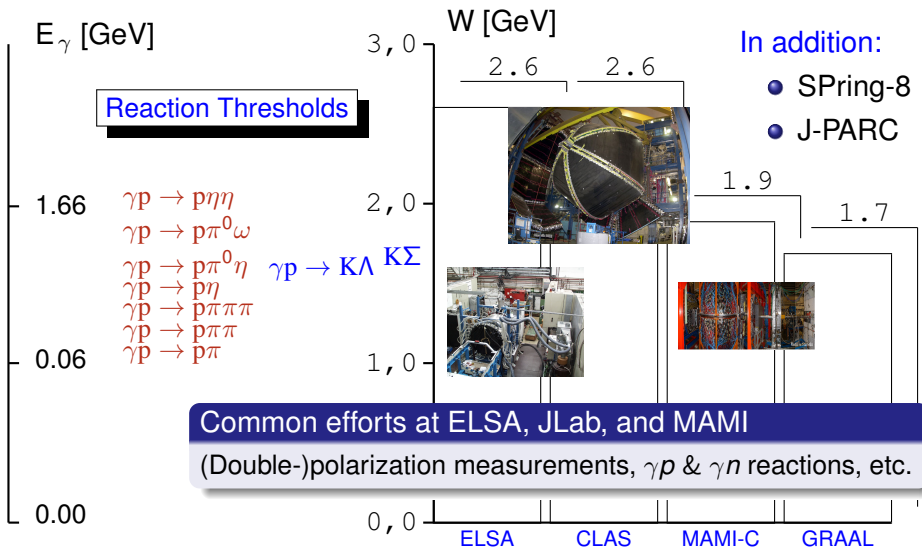 E γ [GeV]
W [GeV]
3,0
In addition:
2.6
2.6
SPring-8
Reaction Thresholds
J-PARC
1.9
1.66
γp → pηη
2,0
1.7
γp → pπ⁰ω
γp → pπ⁰η
γp → KΛ
KΣ
γp → pη
γp → pπππ
γp → pππ
γp → pπ
0.06
1,0
Common efforts at ELSA, JLab, and MAMI
(Double-)polarization measurements, γp & γn reactions, etc.
0.00
0,0
ELSA
CLAS
MAMI-C
GRAAL